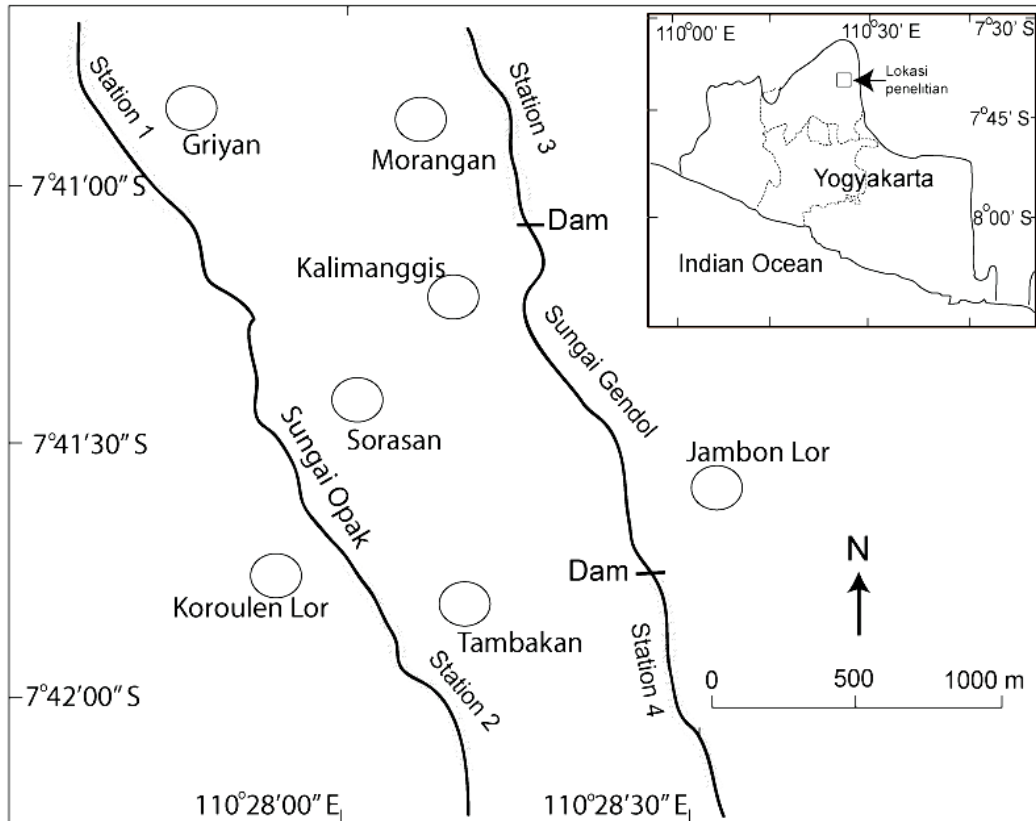 110°00’ E
110°30’ E
7°30’ S
Lokasi
penelitian
7°45’ S
Yogyakarta
8°00’ S
Indian Ocean
Station 1
Griyan
Morangan
Station 3
7°41’00” S
Dam
Kalimanggis
Sungai Gendol
7°41’30” S
Sorasan
Sungai Opak
Jambon Lor
N
Dam
Koroulen Lor
Tambakan
Station 2
Station 4
0 500 1000 m
7°42’00” S
110°28’00” E
110°28’30” E